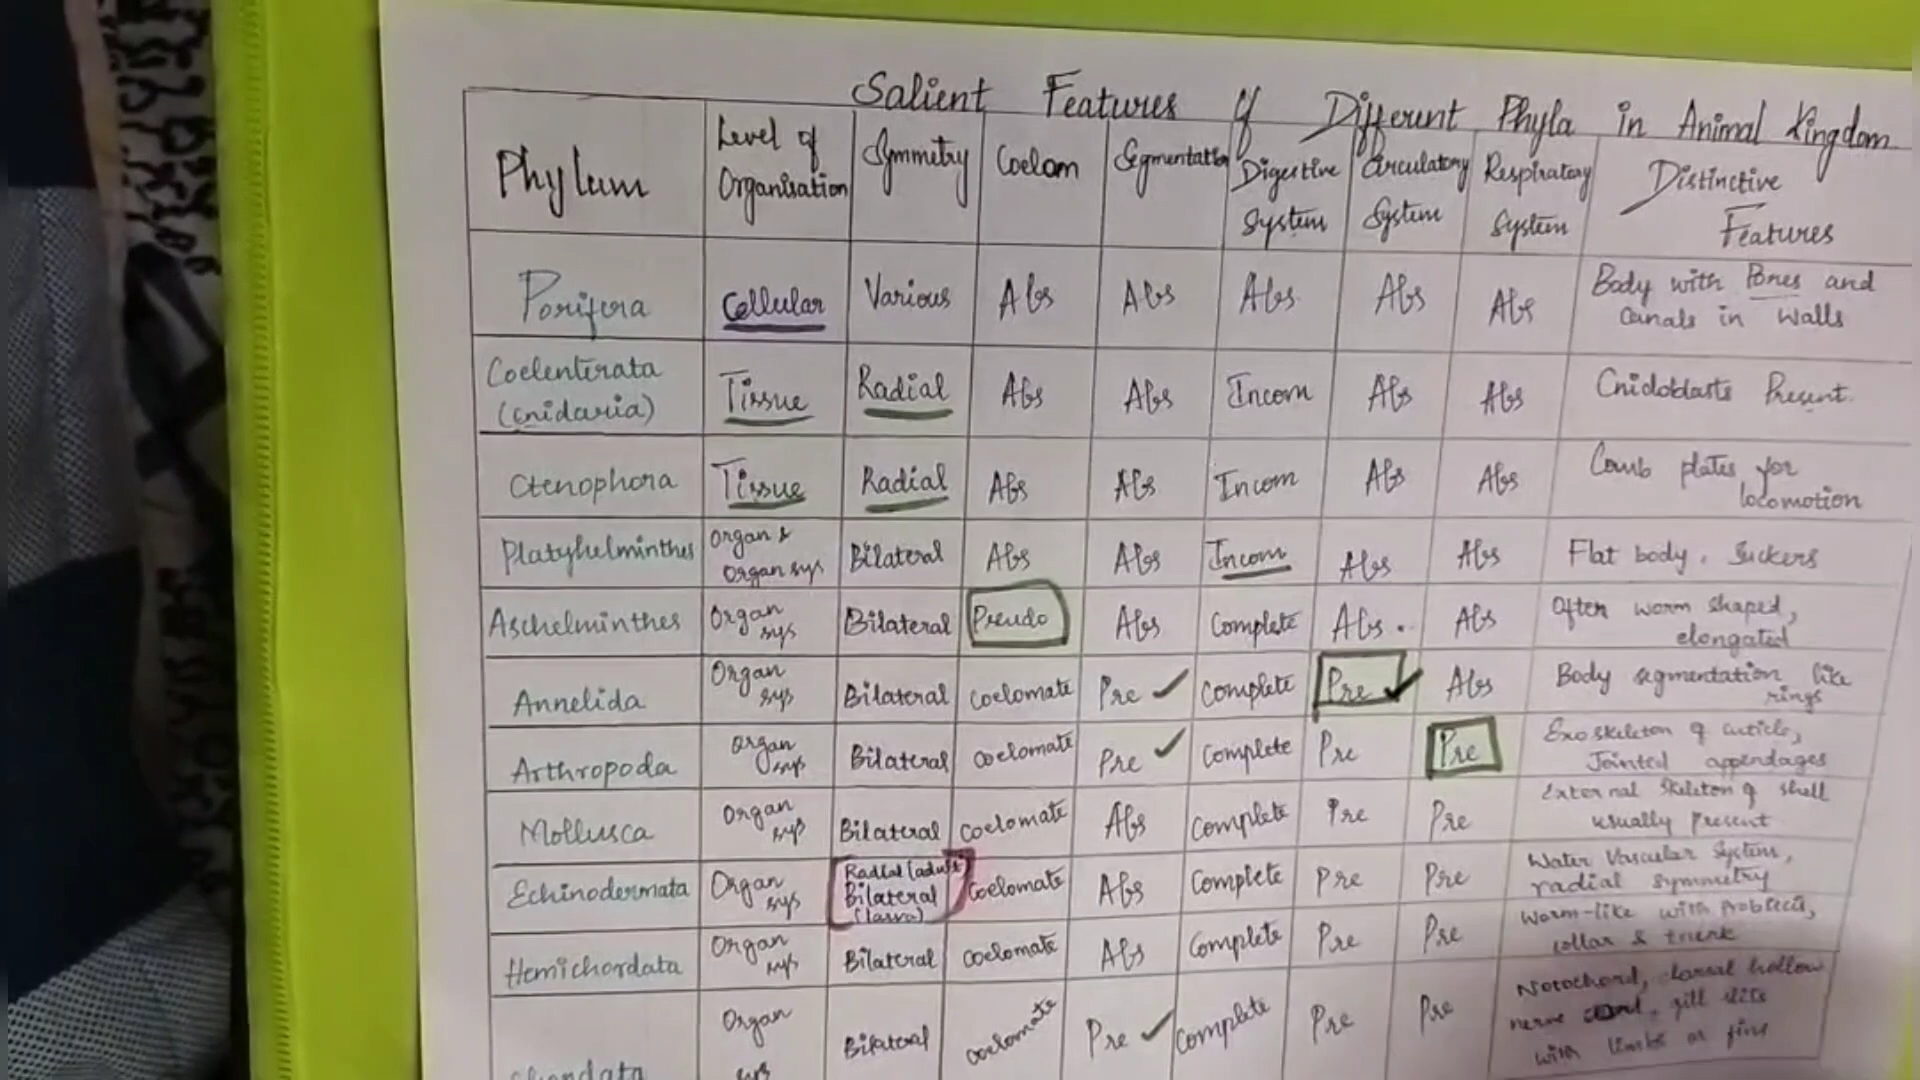 Salient Features of Different Phyla in Animal Kingdom
Phylum
Level of
Organisation
Symmetry
Coelom
Segmentation
Digestive
System
Circulatory
System
Respiratory
System
Distinctive
Features
Porifera
Cellular
Various
Abs
Abs
Abs
Abs
Abs
Body with Pores and
Canals in Walls
Coelenterata
(Cnidaria)
Tissue
Radial
Abs
Abs
Incom
Abs
Abs
Cnidoblasts Present.
Ctenophora
Tissue
Radial
Abs
Abs
Incom
Abs
Abs
Comb plates for
locomotion
Platyhelminthes
Organ &
Organ sys
Bilateral
Abs
Abs
Incom
Abs
Abs
Flat body, Suckers
Aschelminthes
Organ
sys
Bilateral
Pseudo
Abs
Complete
Abs.
Abs
Often worm shaped,
elongated
Annelida
Organ
sys
Bilateral
Coelomate
Pre ✓
Complete
Pre ✓
Abs
Body segmentation like
rings
Arthropoda
Organ
sys
Bilateral
Coelomate
Pre ✓
Complete
Pre
Pre
Exoskeleton of cuticle,
Jointed appendages
Mollusca
Organ
sys
Bilateral
Coelomate
Abs
Complete
Pre
Pre
External Skeleton of shell
usually present
Echinodermata
Organ
sys
Radial (adult
Bilateral
(larva)
Coelomate
Abs
Complete
Pre
Pre
Water Vascular System,
radial symmetry
Hemichordata
Organ
sys
Bilateral
Coelomate
Abs
Complete
Pre
Pre
Worm-like with Proboscis,
collar & trunk
Chordata
Organ
sys
Bilateral
Coelomate
Pre ✓
Complete
Pre
Pre
Notochord, dorsal hollow
nerve cord, gill slits
with limbs or fins